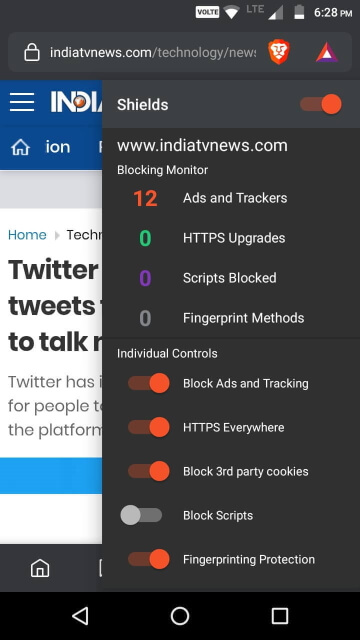 VOLTE LTE 6:28 PM
indiatvnews.com/technology/news
INDIA
Shields
ion
www.indiatvnews.com
Blocking Monitor
12 Ads and Trackers
0 HTTPS Upgrades
0 Scripts Blocked
0 Fingerprint Methods
Home Techn
Twitter
tweets
to talk
Twitter has i
for people to
the platform
Individual Controls
Block Ads and Tracking
HTTPS Everywhere
Block 3rd party cookies
Block Scripts
Fingerprinting Protection